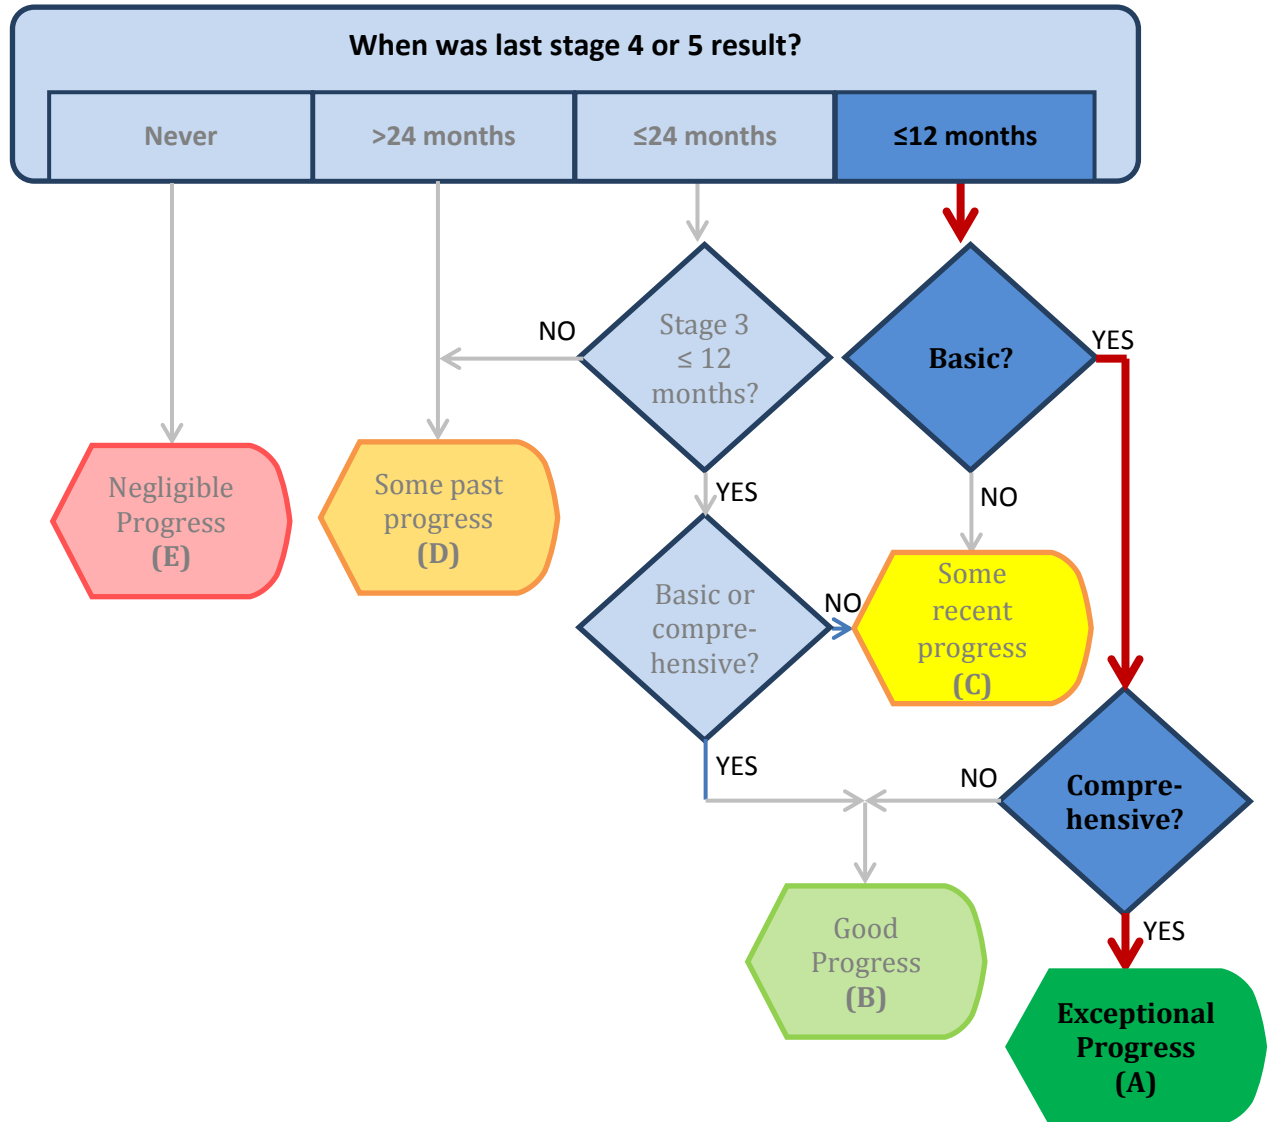 When was last stage 4 or 5 result?
Never
>24 months
≤24 months
≤12 months
NO
Stage 3
≤ 12
months?
Basic?
YES
Negligible
Progress
(E)
Some past
progress
(D)
YES
NO
Basic or
compre-
hensive?
NO
Some
recent
progress
(C)
YES
NO
Compre-
hensive?
Good
Progress
(B)
YES
Exceptional
Progress
(A)